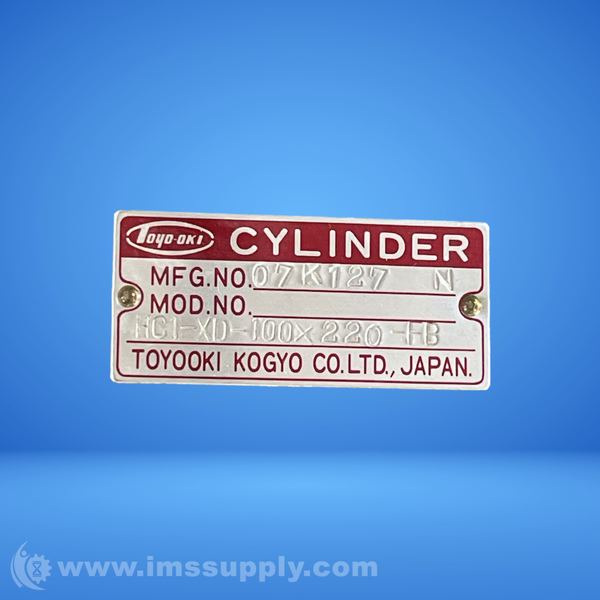 TOYO-OKI CYLINDER
MFG.NO. 07K127 N
MOD.NO.
HC1-XD-100×220-FB
TOYOOKI KOGYO CO.LTD., JAPAN.
www.imssupply.com